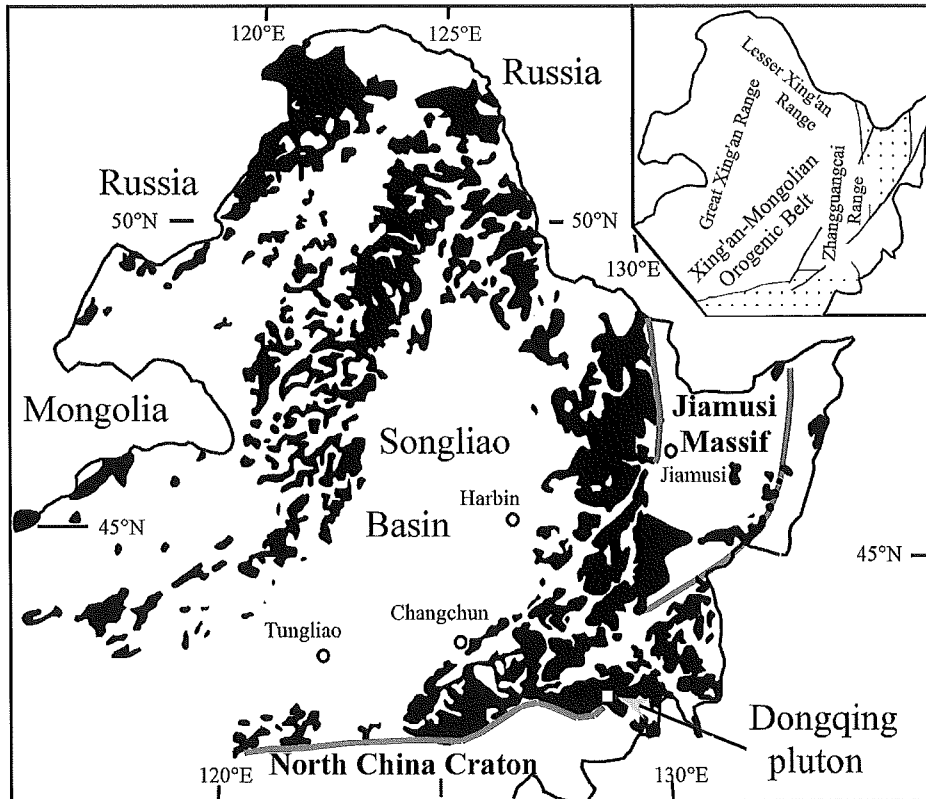 120°E
125°E
Russia
Russia
50°N
50°N
130°E
Mongolia
Songliao
Basin
Jiamusi
Massif
Jiamusi
Harbin
45°N
45°N
Changchun
Tungliao
Dongqing
pluton
North China Craton
120°E
130°E
Lesser Xing'an
Range
Great Xing'an Range
Xing'an-Mongolian
Orogenic Belt
Zhangguangcai
Range